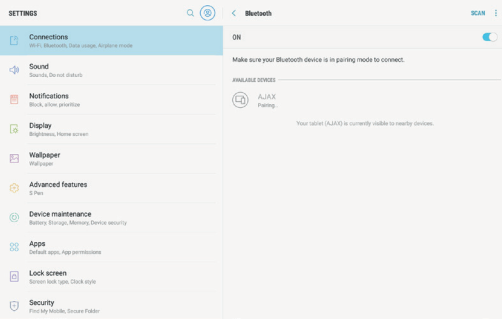 SETTINGS
Connections
Wi-Fi, Bluetooth, Data usage, Airplane mode
Sound
Sounds, Do not disturb
Notifications
Block, allow, prioritize
Display
Brightness, Home screen
Wallpaper
Wallpaper
Advanced features
S Pen
Device maintenance
Battery, Storage, Memory, Device security
Apps
Default apps, App permissions
Lock screen
Screen lock type, Clock style
Security
Find My Mobile, Secure Folder
Bluetooth
SCAN
ON
Make sure your Bluetooth device is in pairing mode to connect.
AVAILABLE DEVICES
AJAX
Pairing...
Your tablet (AJAX) is currently visible to nearby devices.